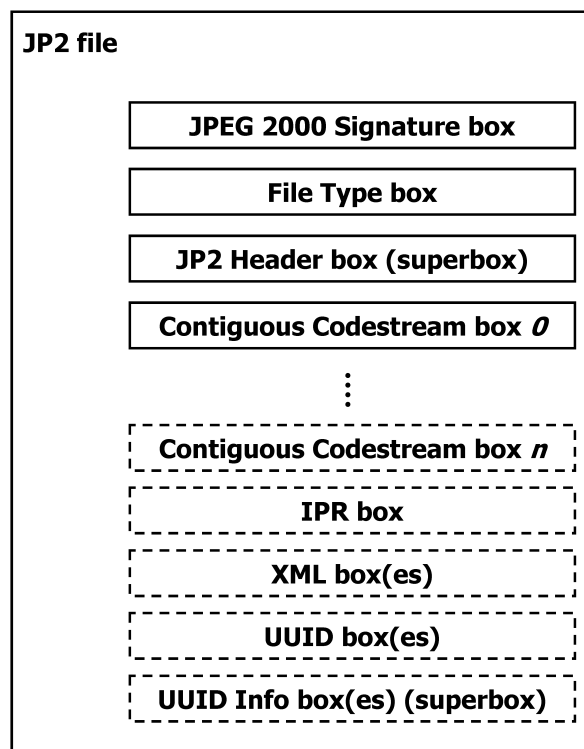 JP2 file
JPEG 2000 Signature box
File Type box
JP2 Header box (superbox)
Contiguous Codestream box 0
Contiguous Codestream box n
IPR box
XML box(es)
UUID box(es)
UUID Info box(es) (superbox)